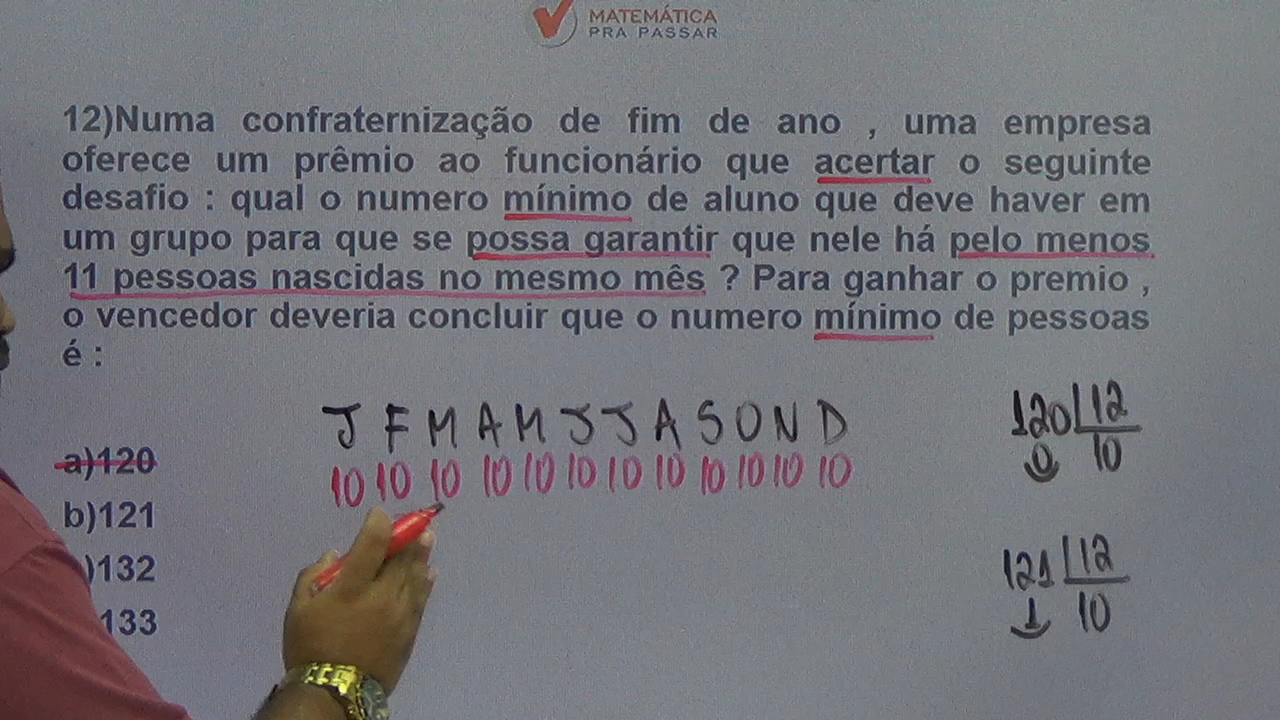 MATEMÁTICA
PRA PASSAR
12)Numa confraternização de fim de ano , uma empresa
oferece um prêmio ao funcionário que acertar o seguinte
desafio : qual o numero mínimo de aluno que deve haver em
um grupo para que se possa garantir que nele há pelo menos
11 pessoas nascidas no mesmo mês ? Para ganhar o premio ,
o vencedor deveria concluir que o numero mínimo de pessoas
é :
J F M A M J J A S O N D
10 10 10 10 10 10 10 10 10 10 10 10
a)120
b)121
)132
133
120 12
0 10
121 12
1 10